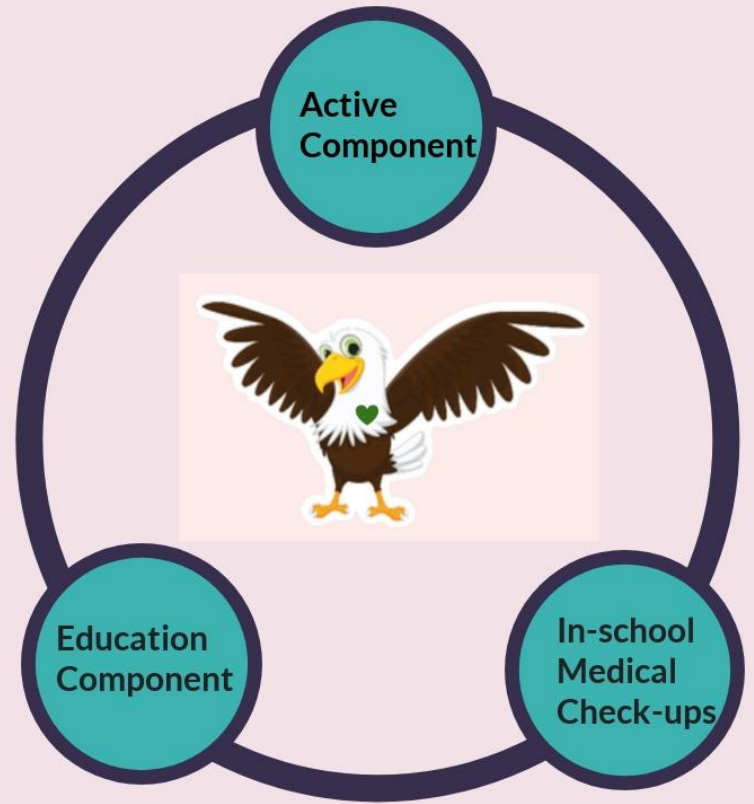 Active
Component
Education
Component
In-school
Medical
Check-ups